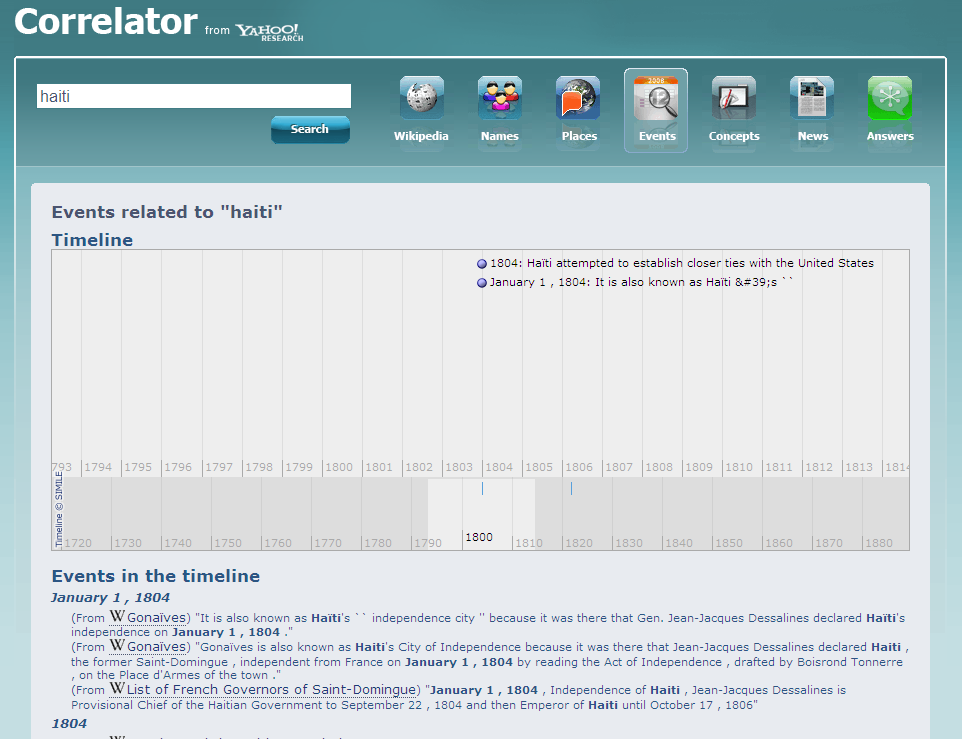 Correlator from YAHOO! RESEARCH
haiti
Search
Wikipedia Names Places Events Concepts News Answers
Events related to "haiti"
Timeline
1804: Haïti attempted to establish closer ties with the United States
January 1 , 1804: It is also known as Haïti &#39;s ``
793 1794 1795 1796 1797 1798 1799 1800 1801 1802 1803 1804 1805 1806 1807 1808 1809 1810 1811 1812 1813 1814
Timeline © SIMILE
1720 1730 1740 1750 1760 1770 1780 1790 1800 1810 1820 1830 1840 1850 1860 1870 1880
Events in the timeline
January 1 , 1804
(From W Gonaïves) "It is also known as Haïti's `` independence city '' because it was there that Gen. Jean-Jacques Dessalines declared Haïti's
independence on January 1 , 1804 ."
(From W Gonaïves) "Gonaïves is also known as Haiti's City of Independence because it was there that Jean-Jacques Dessalines declared Haiti ,
the former Saint-Domingue , independent from France on January 1 , 1804 by reading the Act of Independence , drafted by Boisrond Tonnerre
, on the Place d'Armes of the town ."
(From W List of French Governors of Saint-Domingue) "January 1 , 1804 , Independence of Haiti , Jean-Jacques Dessalines is
Provisional Chief of the Haitian Government to September 22 , 1804 and then Emperor of Haiti until October 17 , 1806"
1804